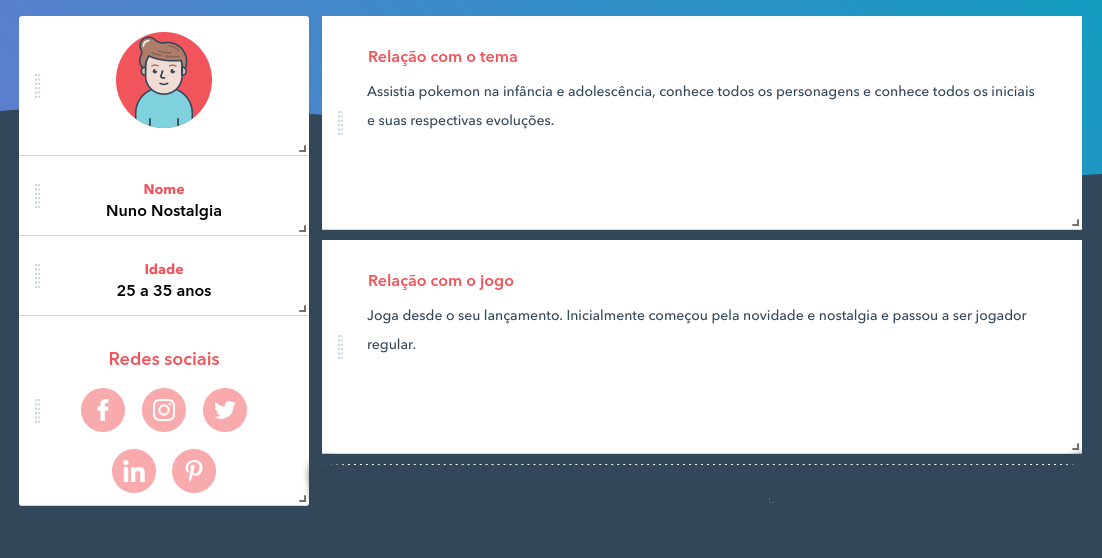 Nome
Nuno Nostalgia
Idade
25 a 35 anos
Redes sociais
Relação com o tema
Assistia pokemon na infância e adolescência, conhece todos os personagens e conhece todos os iniciais
e suas respectivas evoluções.
Relação com o jogo
Joga desde o seu lançamento. Inicialmente começou pela novidade e nostalgia e passou a ser jogador
regular.